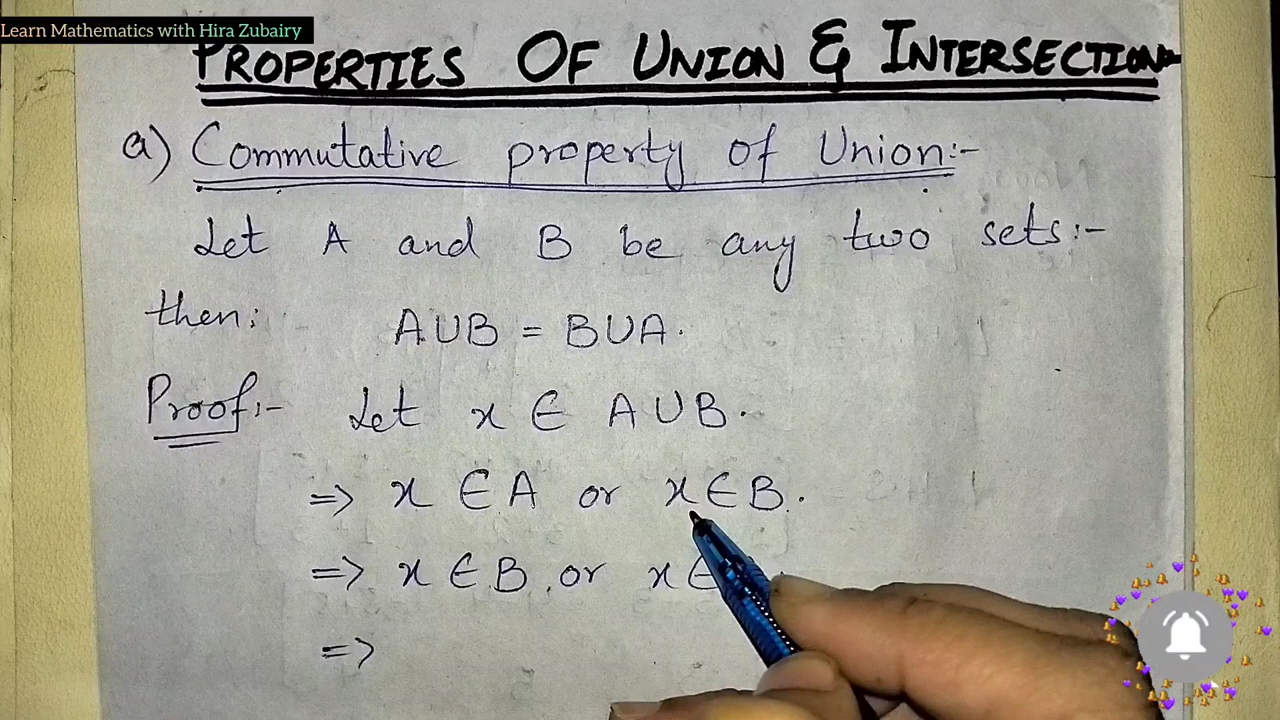 Learn Mathematics with Hira Zubairy
PROPERTIES OF UNION & INTERSECTION
a) Commutative property of Union:-
Let A and B be any two sets:-
then: A∪B = B∪A.
Proof:- Let x ∈ A∪B.
=> x ∈ A or x ∈ B.
=> x ∈ B or x ∈
=>